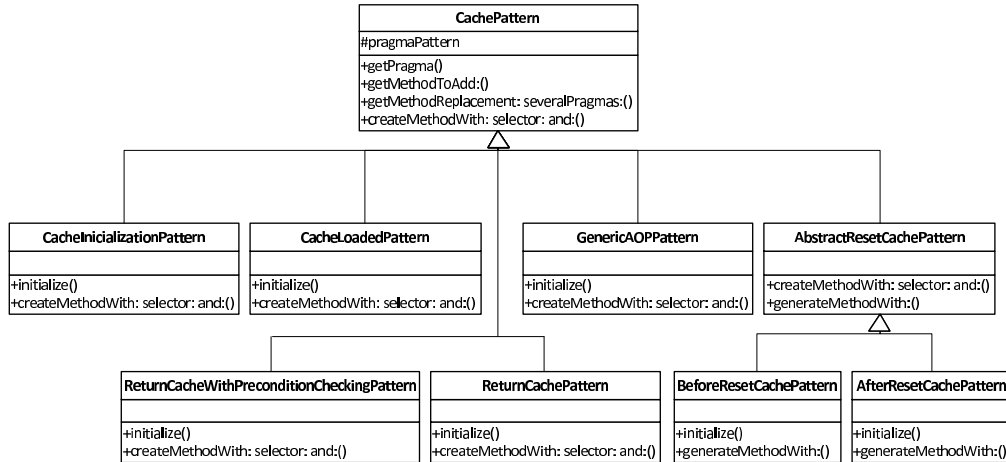 CachePattern
#pragmaPattern
+getPragma()
+getMethodToAdd:()
+getMethodReplacement: severalPragmas:()
+createMethodWith: selector: and:()
CacheInicializationPattern
+initialize()
+createMethodWith: selector: and:()
CacheLoadedPattern
+initialize()
+createMethodWith: selector: and:()
GenericAOPPattern
+initialize()
+createMethodWith: selector: and:()
AbstractResetCachePattern
+createMethodWith: selector: and:()
+generateMethodWith:()
ReturnCacheWithPreconditionCheckingPattern
+initialize()
+createMethodWith: selector: and:()
ReturnCachePattern
+initialize()
+createMethodWith: selector: and:()
BeforeResetCachePattern
+initialize()
+generateMethodWith:()
AfterResetCachePattern
+initialize()
+generateMethodWith:()